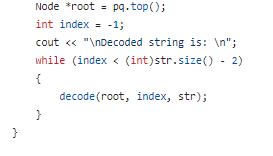 Node *root = pq.top();
int index = -1;
cout << "\nDecoded string is: \n";
while (index < (int)str.size() - 2)
{
decode(root, index, str);
}
}